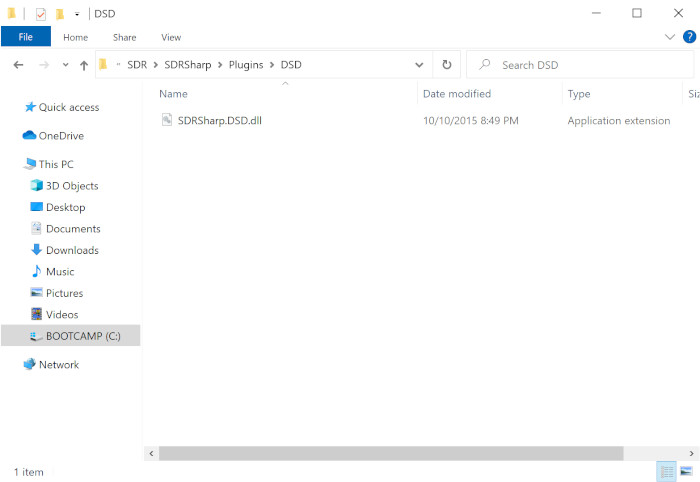 DSD
File Home Share View
SDR SDRSharp Plugins DSD Search DSD
Name Date modified Type Siz
SDRSharp.DSD.dll 10/10/2015 8:49 PM Application extension
Quick access
OneDrive
This PC
3D Objects
Desktop
Documents
Downloads
Music
Pictures
Videos
BOOTCAMP (C:)
Network
1 item